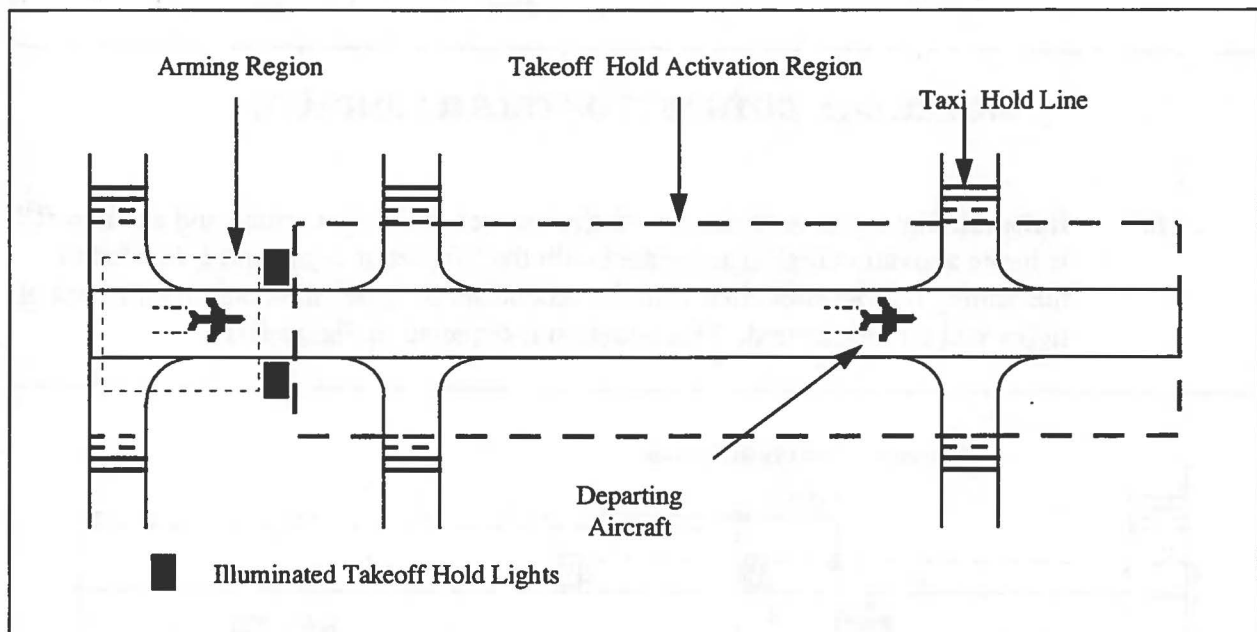 Arming Region
Takeoff Hold Activation Region
Taxi Hold Line
Departing
Aircraft
Illuminated Takeoff Hold Lights